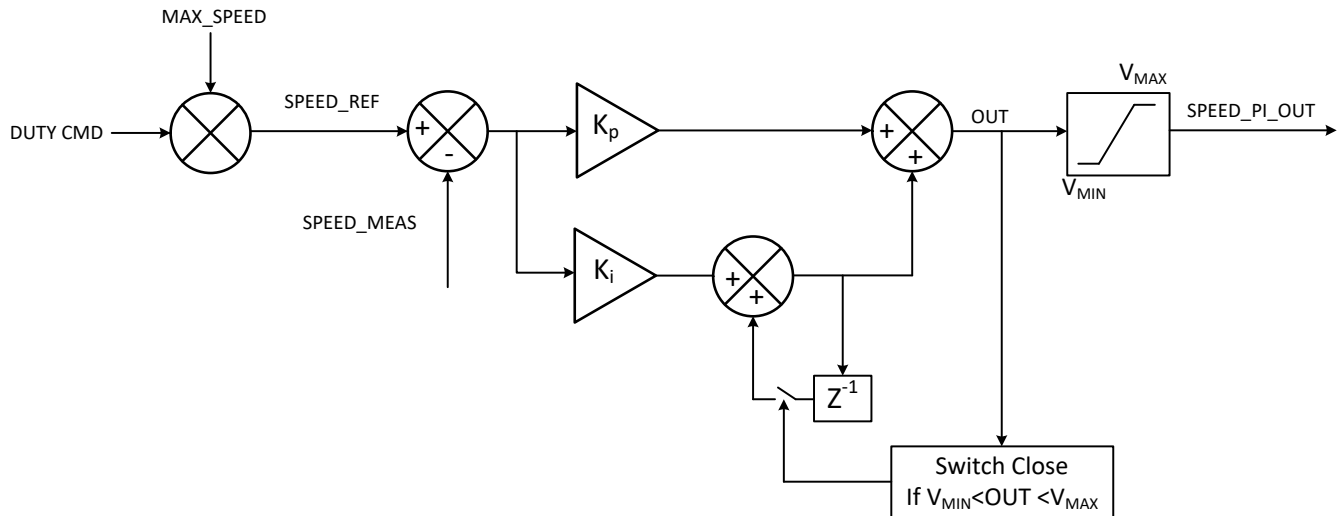 MAX_SPEED
DUTY CMD
SPEED_REF
+
-
SPEED_MEAS
Kp
Ki
+
+
+
+
OUT
VMAX
VMIN
SPEED_PI_OUT
Z-1
Switch Close
If VMIN<OUT <VMAX